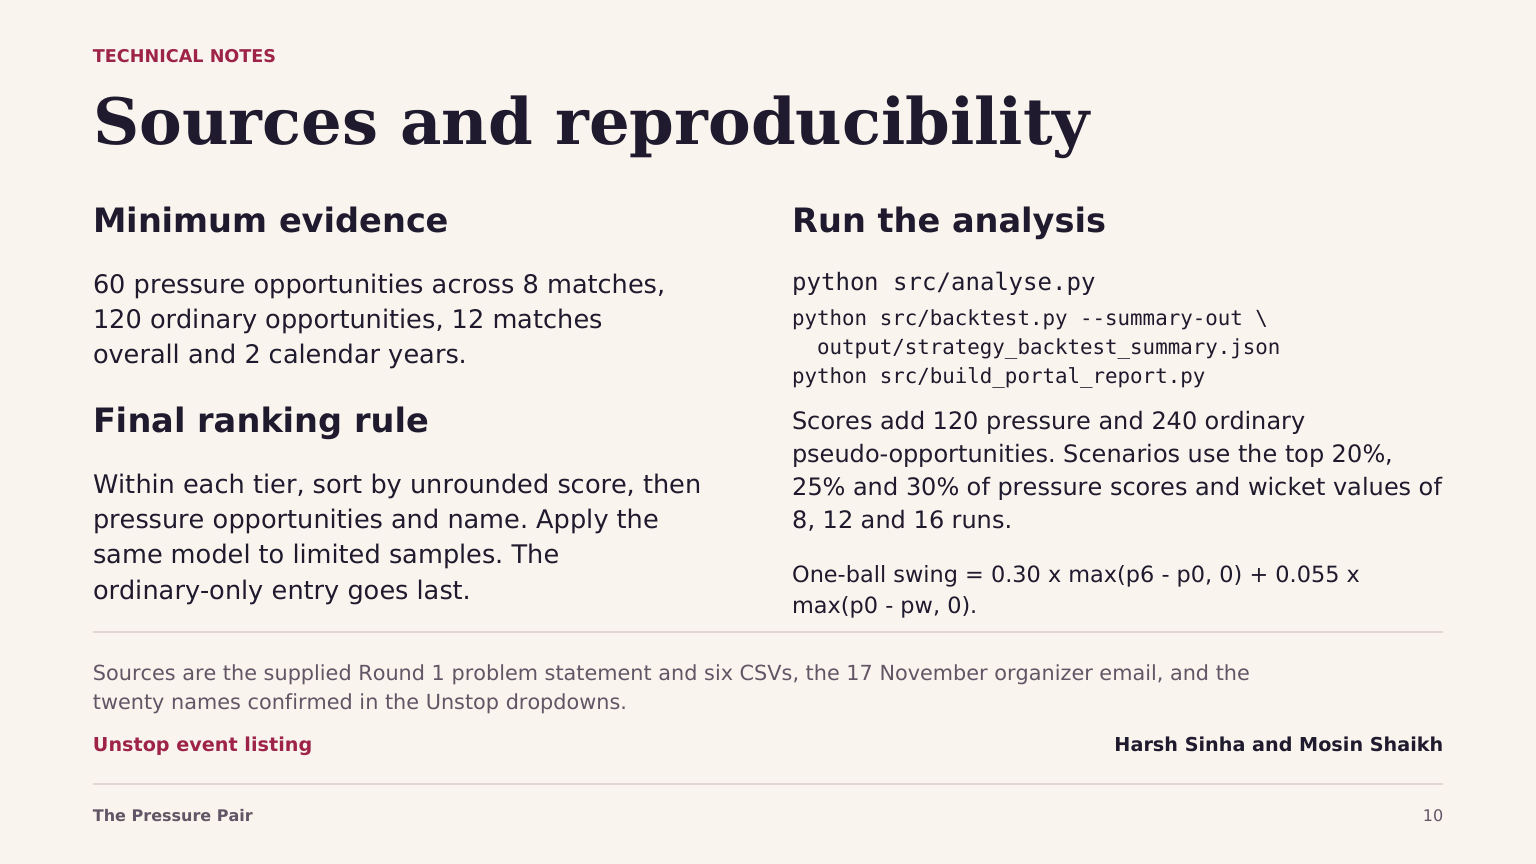 TECHNICAL NOTES
Sources and reproducibility
Minimum evidence
60 pressure opportunities across 8 matches,
120 ordinary opportunities, 12 matches
overall and 2 calendar years.
Final ranking rule
Within each tier, sort by unrounded score, then
pressure opportunities and name. Apply the
same model to limited samples. The
ordinary-only entry goes last.
Run the analysis
python src/analyse.py
python src/backtest.py --summary-out \
  output/strategy_backtest_summary.json
python src/build_portal_report.py
Scores add 120 pressure and 240 ordinary
pseudo-opportunities. Scenarios use the top 20%,
25% and 30% of pressure scores and wicket values of
8, 12 and 16 runs.
One-ball swing = 0.30 x max(p6 - p0, 0) + 0.055 x
max(p0 - pw, 0).
Sources are the supplied Round 1 problem statement and six CSVs, the 17 November organizer email, and the
twenty names confirmed in the Unstop dropdowns.
Unstop event listing
Harsh Sinha and Mosin Shaikh
The Pressure Pair
10